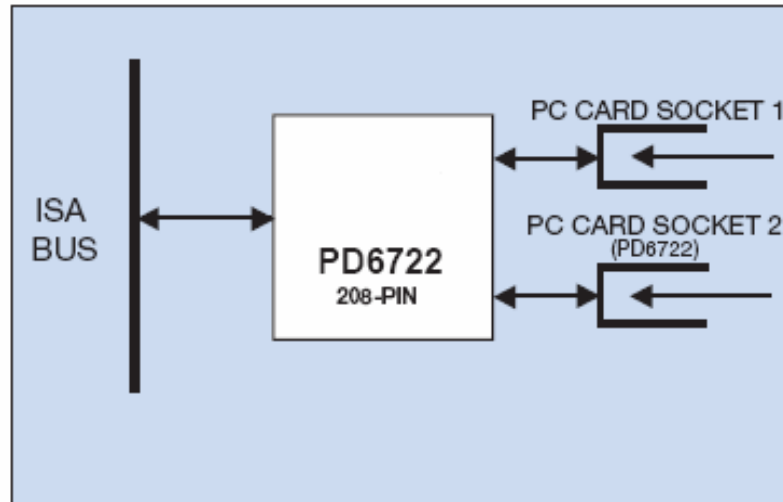 PC CARD SOCKET 1
ISA
BUS
PC CARD SOCKET 2
(PD6722)
PD6722
208-PIN